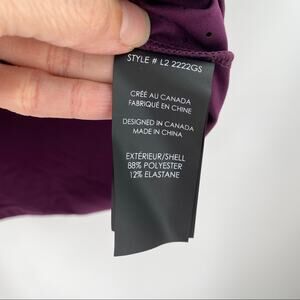 STYLE # L2 2222GS
CRÉÉ AU CANADA
FABRIQUÉ EN CHINE
DESIGNED IN CANADA
MADE IN CHINA
EXTÉRIEUR/SHELL
88% POLYESTER
12% ELASTANE